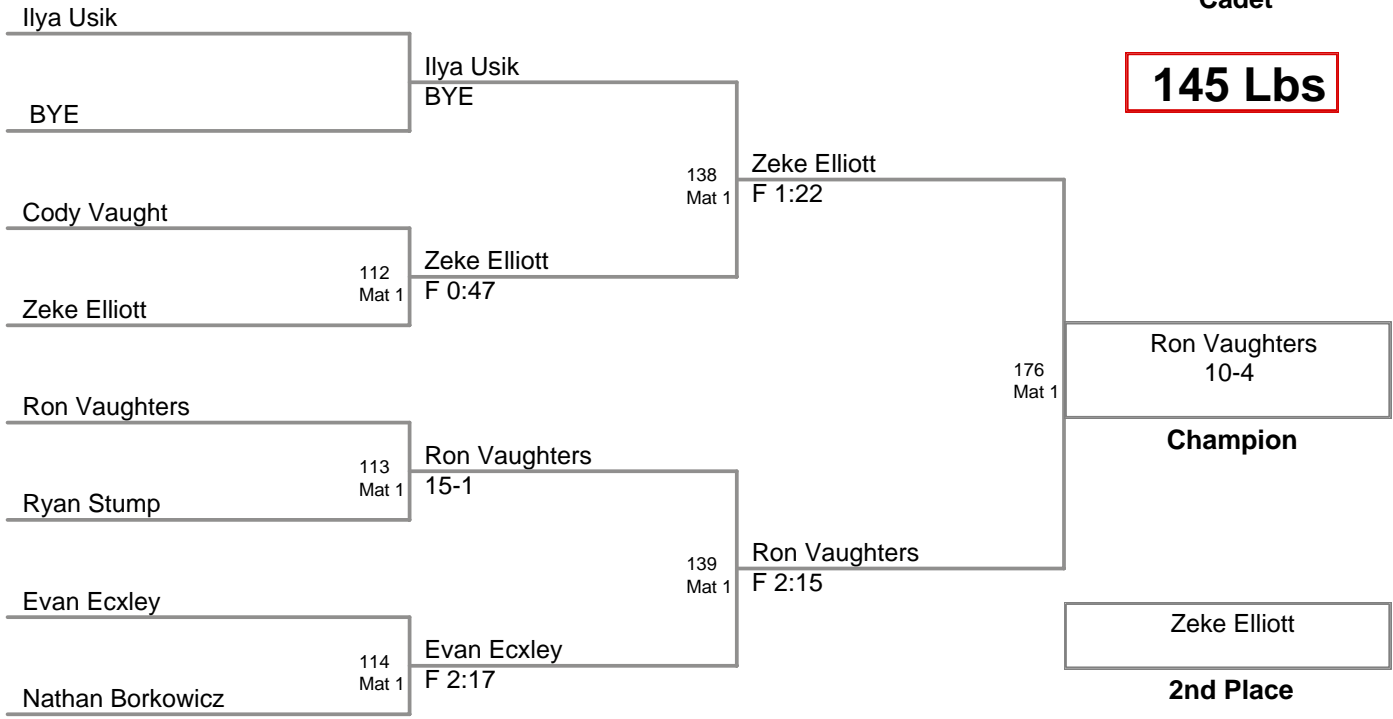 Cadet
145 Lbs
Ilya Usik
BYE
Cody Vaught
Zeke Elliott
Ron Vaughters
Ryan Stump
Evan Ecxley
Nathan Borkowicz
Ilya Usik
BYE
112
Mat 1
Zeke Elliott
F 0:47
113
Mat 1
Ron Vaughters
15-1
114
Mat 1
Evan Ecxley
F 2:17
138
Mat 1
Zeke Elliott
F 1:22
139
Mat 1
Ron Vaughters
F 2:15
176
Mat 1
Ron Vaughters
10-4
Champion
Zeke Elliott
2nd Place